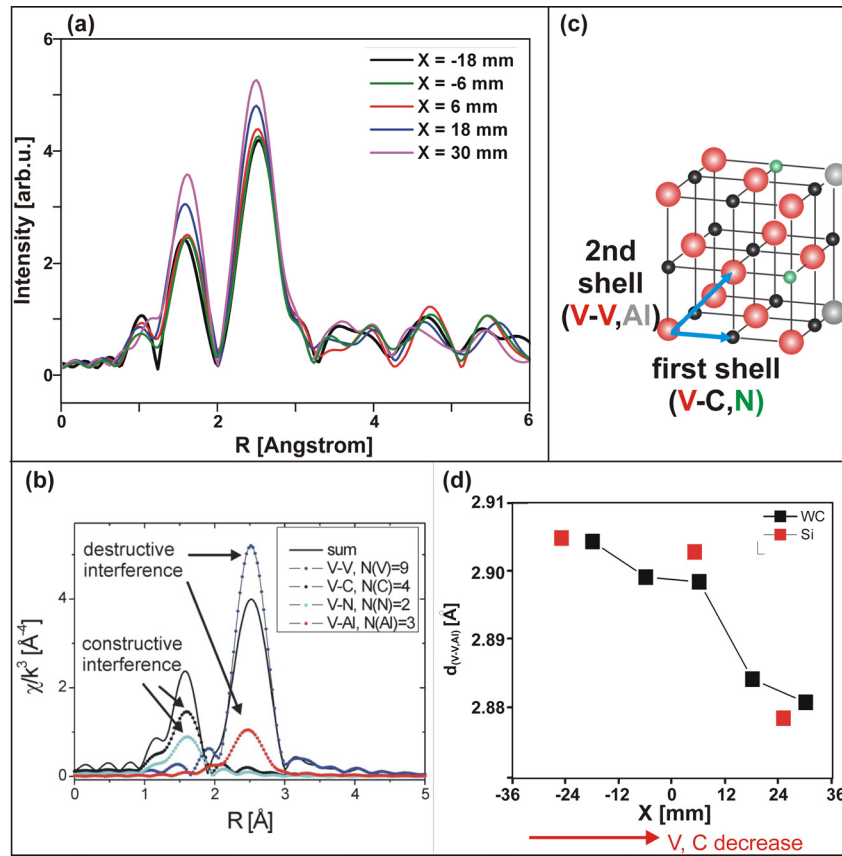 (a)
6
4
2
0
Intensity [arb.u.]
X = -18 mm
X = -6 mm
X = 6 mm
X = 18 mm
X = 30 mm
0 1 2 3 4 5 6
R [Angstrom]
(c)
2nd
shell
(V-V,Al)
first shell
(V-C,N)
(b)
χ/k³ [Å⁻⁴]
4
2
0
destructive
interference
constructive
interference
sum
V-V, N(V)=9
V-C, N(C)=4
V-N, N(N)=2
V-Al, N(Al)=3
0 1 2 3 4 5
R [Å]
(d)
2.91
2.90
2.89
2.88
d(V-V,Al) [Å]
WC
Si
-36 -24 -12 0 12 24 36
X [mm]
V, C decrease